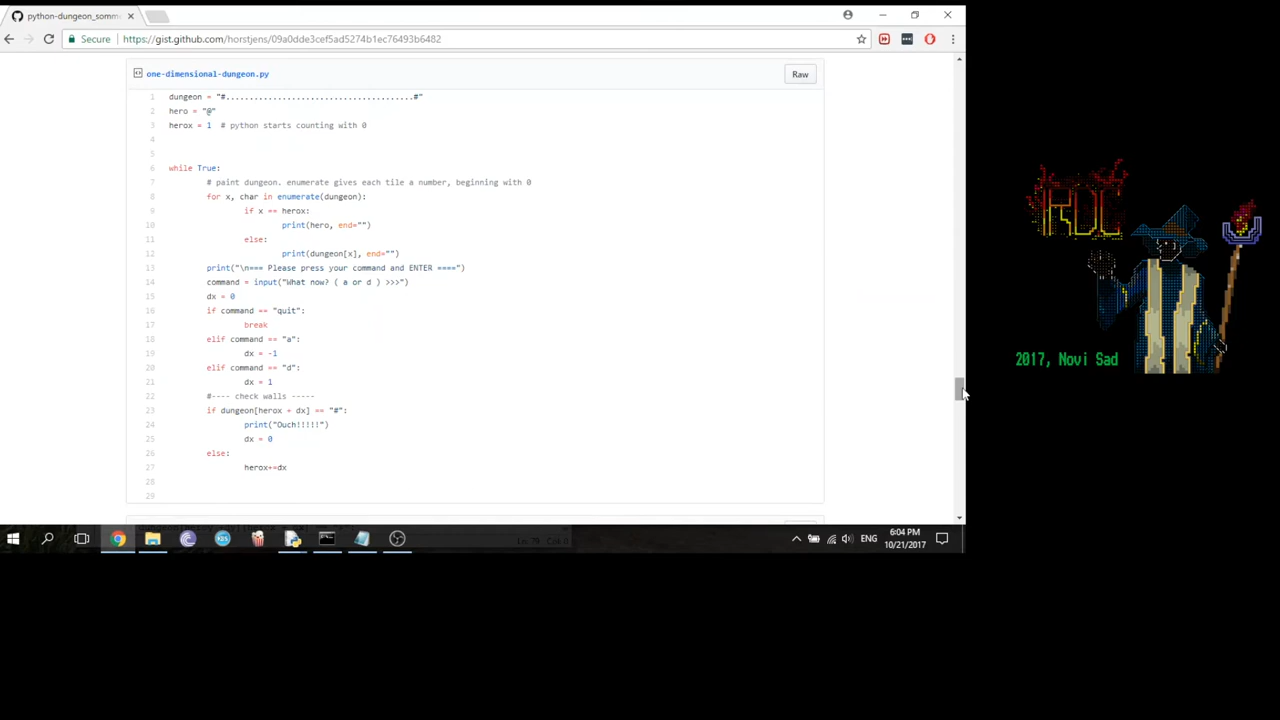 python-dungeon_somme
Secure https://gist.github.com/horstjens/09a0dde3cef5ad5274b1ec76493b6482
one-dimensional-dungeon.py
Raw
1 dungeon = "#........................................#"
2 hero = "@"
3 herox = 1 # python starts counting with 0
4
5
6 while True:
7 # paint dungeon. enumerate gives each tile a number, beginning with 0
8 for x, char in enumerate(dungeon):
9 if x == herox:
10 print(hero, end="")
11 else:
12 print(dungeon[x], end="")
13 print("\n=== Please press your command and ENTER ====")
14 command = input("What now? ( a or d ) >>>")
15 dx = 0
16 if command == "quit":
17 break
18 elif command == "a":
19 dx = -1
20 elif command == "d":
21 dx = 1
22 #---- check walls -----
23 if dungeon[herox + dx] == "#":
24 print("Ouch!!!!!")
25 dx = 0
26 else:
27 herox+=dx
28
29
RDL
2017, Novi Sad
Ln: 79 Col: 0
ENG
6:04 PM
10/21/2017